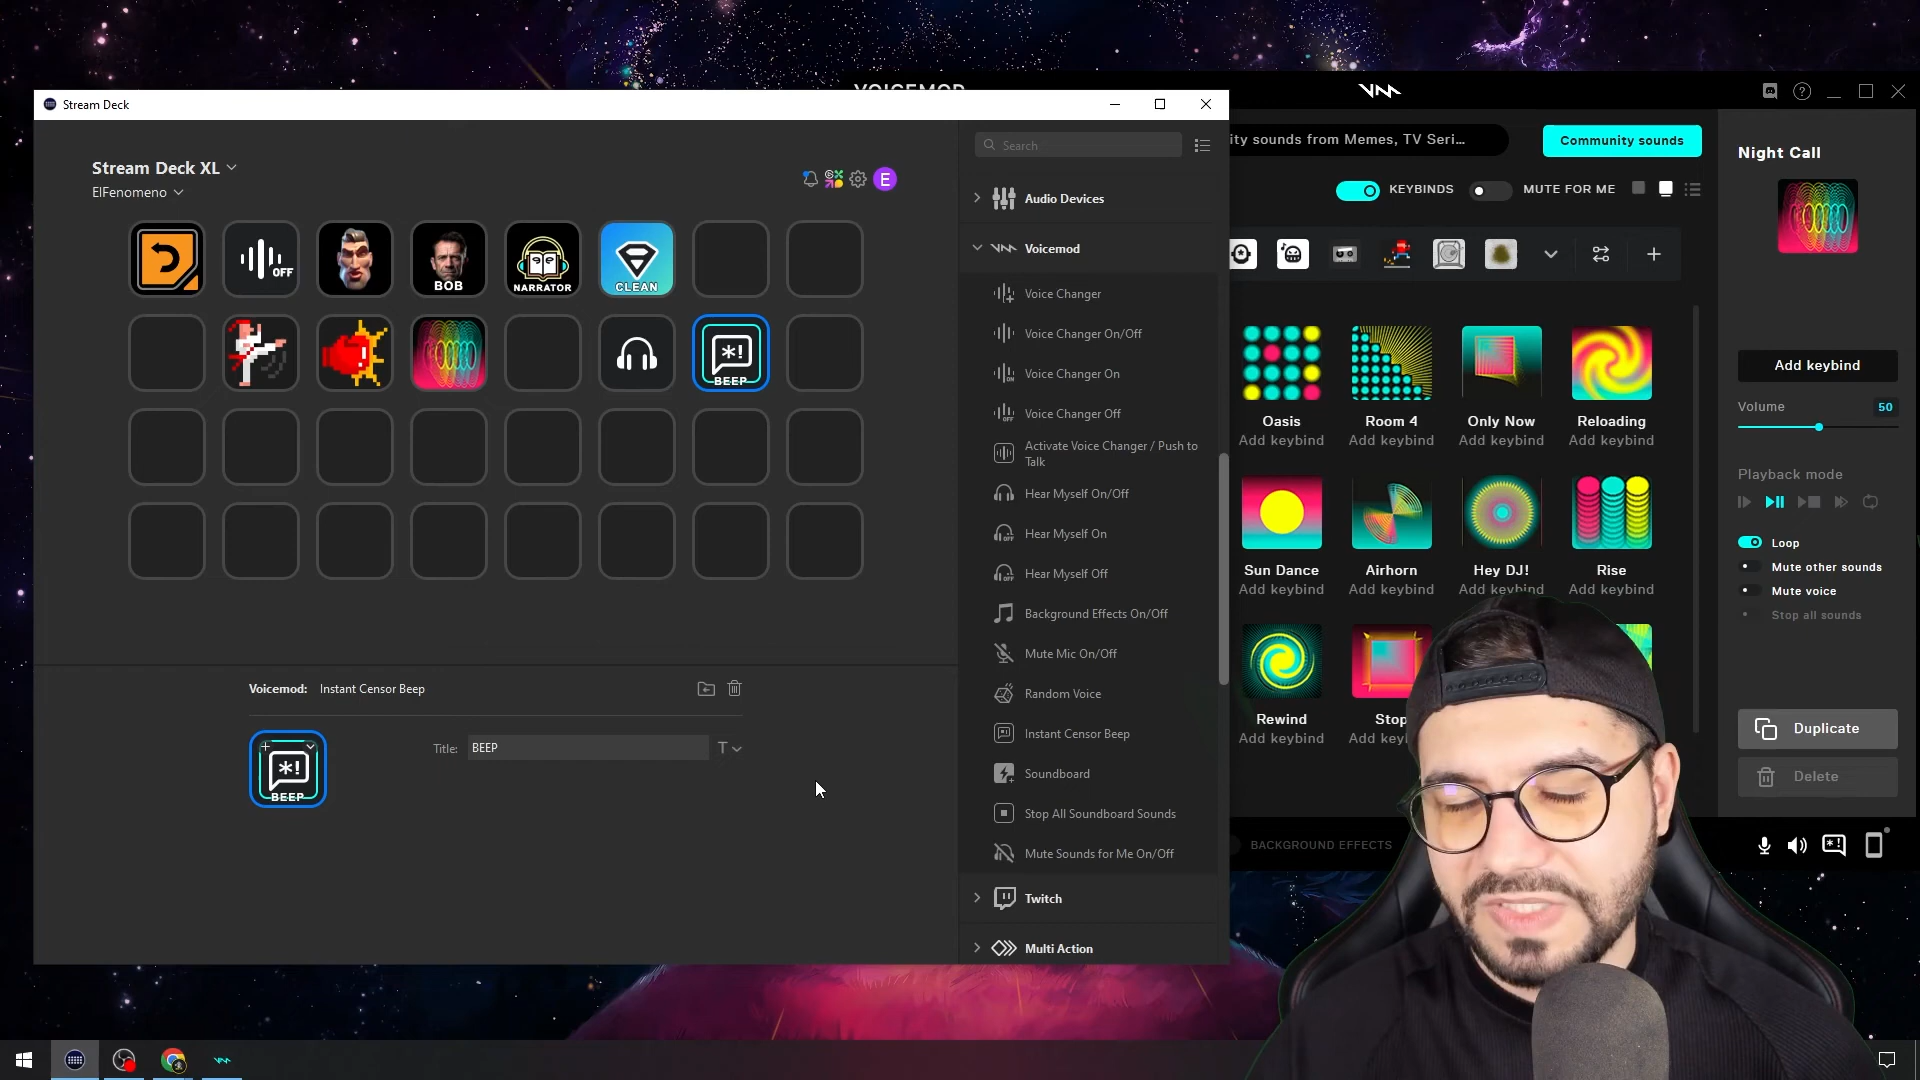 VOICEMOD
Stream Deck
Stream Deck XL
ElFenomeno
E
OFF
BOB
NARRATOR
CLEAN
*!
BEEP
Voicemod: Instant Censor Beep
*!
BEEP
Title: BEEP
T
Search
Audio Devices
Voicemod
Voice Changer
Voice Changer On/Off
Voice Changer On
Voice Changer Off
Activate Voice Changer / Push to
Talk
Hear Myself On/Off
Hear Myself On
Hear Myself Off
Background Effects On/Off
Mute Mic On/Off
Random Voice
Instant Censor Beep
Soundboard
Stop All Soundboard Sounds
Mute Sounds for Me On/Off
Twitch
Multi Action
ity sounds from Memes, TV Seri...
Community sounds
KEYBINDS
MUTE FOR ME
Oasis
Add keybind
Room 4
Add keybind
Only Now
Add keybind
Reloading
Add keybind
Sun Dance
Add keybind
Airhorn
Add keybind
Hey DJ!
Add keybind
Rise
Add keybind
Rewind
Add keybind
Stop
Add key
BACKGROUND EFFECTS
Night Call
Add keybind
Volume 50
Playback mode
Loop
Mute other sounds
Mute voice
Stop all sounds
Duplicate
Delete